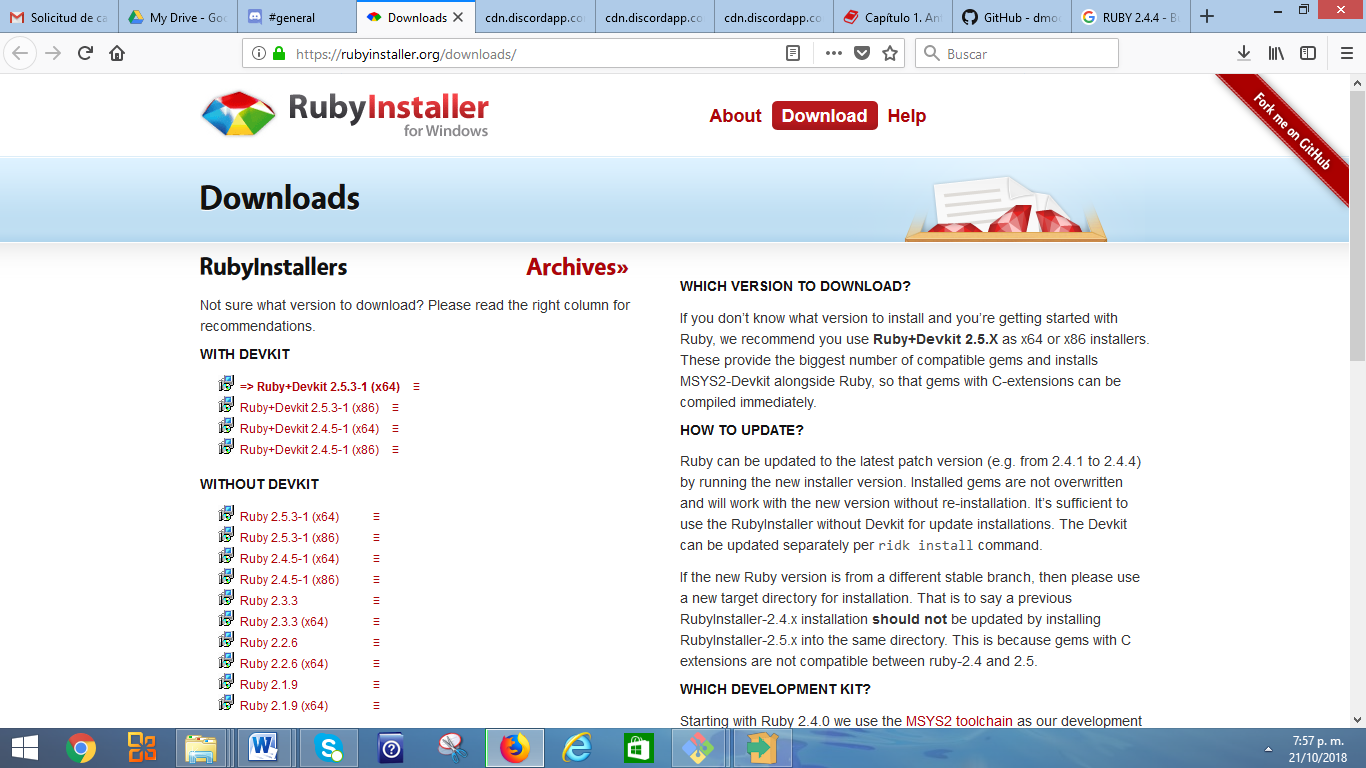 Solicitud de ca
My Drive - Goo
#general
Downloads
cdn.discordapp.co
cdn.discordapp.co
cdn.discordapp.co
Capítulo 1. Ant
GitHub - dmoc
RUBY 2.4.4 - Bu
https://rubyinstaller.org/downloads/
Buscar
RubyInstaller
for Windows
About
Download
Help
Fork me on GitHub
Downloads
RubyInstallers
Archives»
Not sure what version to download? Please read the right column for
recommendations.
WITH DEVKIT
=> Ruby+Devkit 2.5.3-1 (x64)
Ruby+Devkit 2.5.3-1 (x86)
Ruby+Devkit 2.4.5-1 (x64)
Ruby+Devkit 2.4.5-1 (x86)
WITHOUT DEVKIT
Ruby 2.5.3-1 (x64)
Ruby 2.5.3-1 (x86)
Ruby 2.4.5-1 (x64)
Ruby 2.4.5-1 (x86)
Ruby 2.3.3
Ruby 2.3.3 (x64)
Ruby 2.2.6
Ruby 2.2.6 (x64)
Ruby 2.1.9
Ruby 2.1.9 (x64)
WHICH VERSION TO DOWNLOAD?
If you don't know what version to install and you're getting started with
Ruby, we recommend you use Ruby+Devkit 2.5.X as x64 or x86 installers.
These provide the biggest number of compatible gems and installs
MSYS2-Devkit alongside Ruby, so that gems with C-extensions can be
compiled immediately.
HOW TO UPDATE?
Ruby can be updated to the latest patch version (e.g. from 2.4.1 to 2.4.4)
by running the new installer version. Installed gems are not overwritten
and will work with the new version without re-installation. It's sufficient to
use the RubyInstaller without Devkit for update installations. The Devkit
can be updated separately per ridk install command.
If the new Ruby version is from a different stable branch, then please use
a new target directory for installation. That is to say a previous
RubyInstaller-2.4.x installation should not be updated by installing
RubyInstaller-2.5.x into the same directory. This is because gems with C
extensions are not compatible between ruby-2.4 and 2.5.
WHICH DEVELOPMENT KIT?
Starting with Ruby 2.4.0 we use the MSYS2 toolchain as our development
7:57 p. m.
21/10/2018